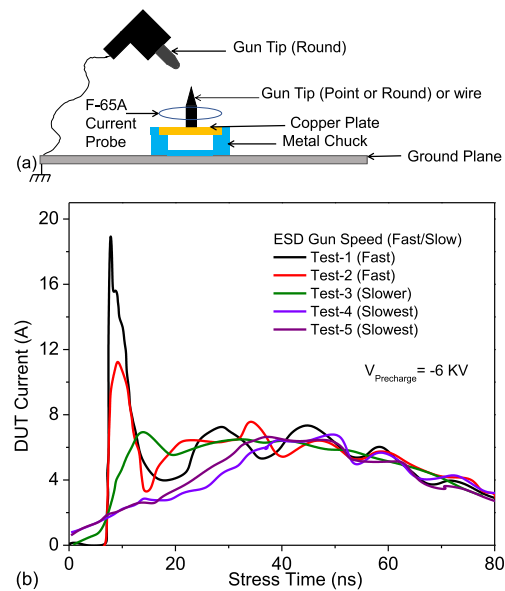 Gun Tip (Round)
Gun Tip (Point or Round) or wire
F-65A
Current
Probe
Copper Plate
Metal Chuck
Ground Plane
(a)
20
16
12
8
4
0
DUT Current (A)
ESD Gun Speed (Fast/Slow)
Test-1 (Fast)
Test-2 (Fast)
Test-3 (Slower)
Test-4 (Slowest)
Test-5 (Slowest)
VPrecharge= -6 KV
0 20 40 60 80
Stress Time (ns)
(b)